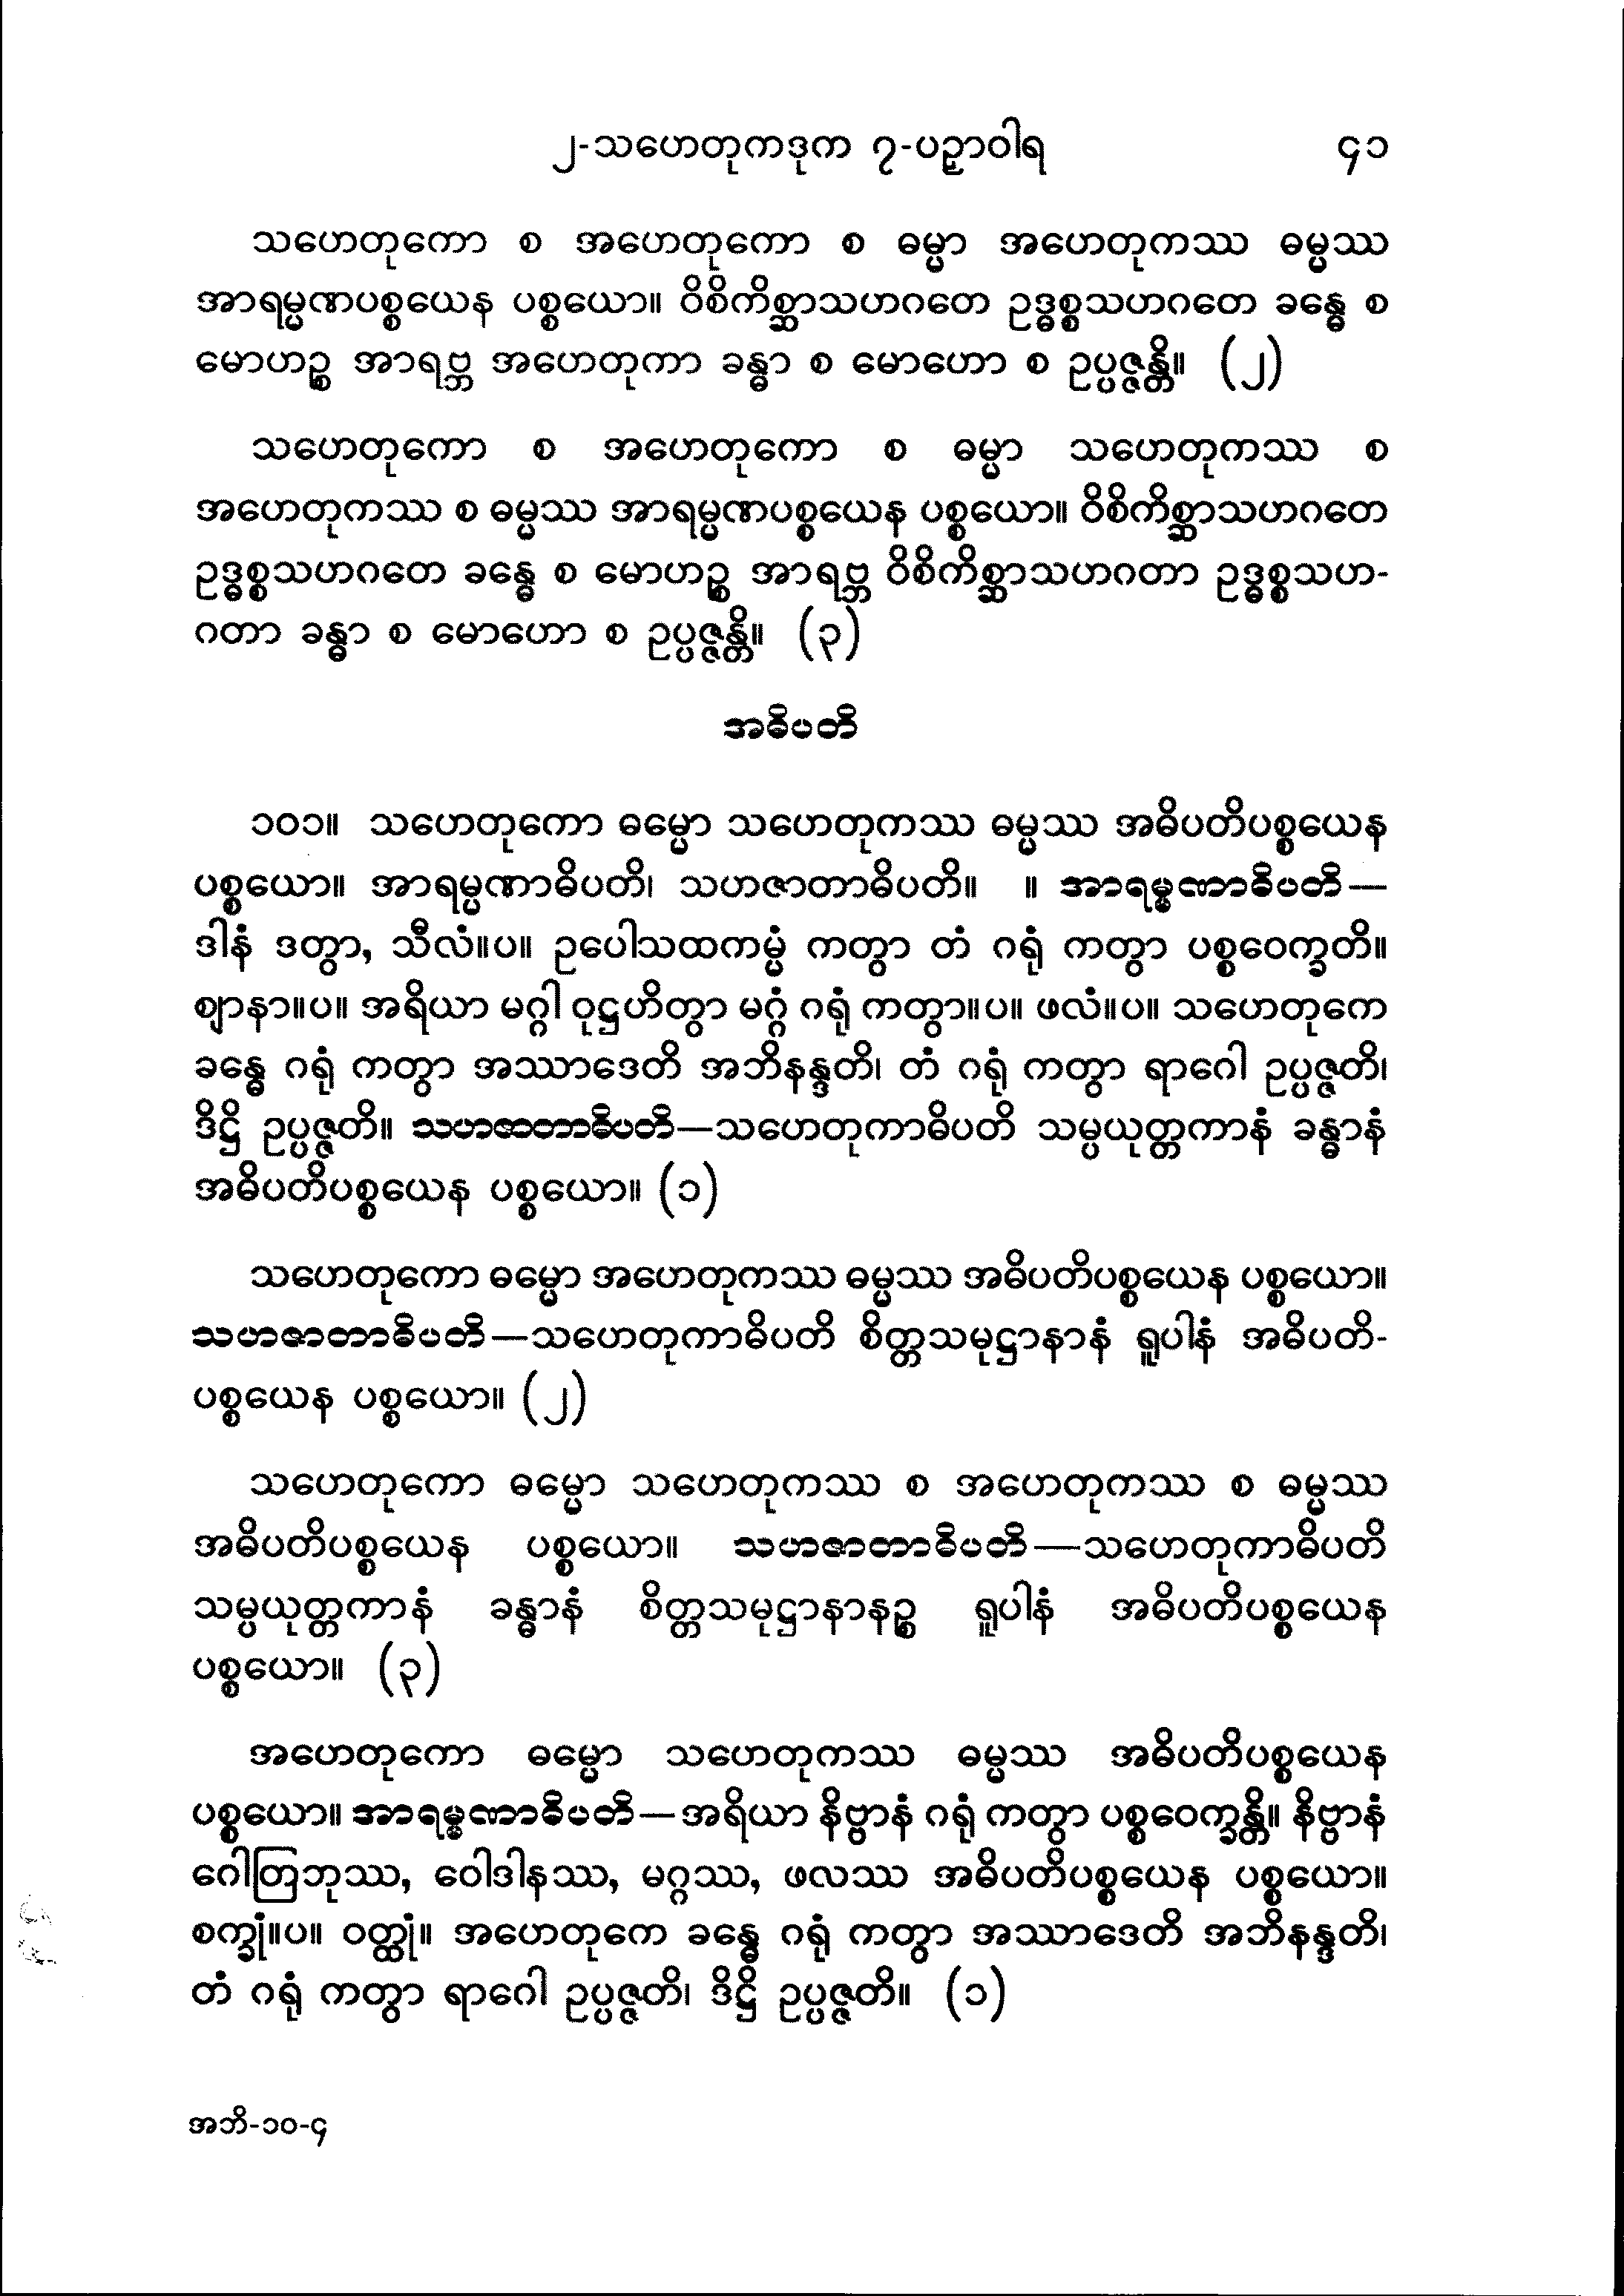 ၂-သဟေတုကဒုက ၇-ပဉှာဝါရ ၄၁
သဟေတုကော စ အဟေတုကော စ ဓမ္မာ အဟေတုကဿ ဓမ္မဿ
အာရမ္မဏပစ္စယေန ပစ္စယော။ ဝိစိကိစ္ဆာသဟဂတေ ဥဒ္ဓစ္စသဟဂတေ ခန္ဓေ စ
မောဟဉ္စ အာရဗ္ဘ အဟေတုကာ ခန္ဓာ စ မောဟော စ ဥပ္ပဇ္ဇန္တိ။ (၂)
သဟေတုကော စ အဟေတုကော စ ဓမ္မာ သဟေတုကဿ စ
အဟေတုကဿ စ ဓမ္မဿ အာရမ္မဏပစ္စယေန ပစ္စယော။ ဝိစိကိစ္ဆာသဟဂတေ
ဥဒ္ဓစ္စသဟဂတေ ခန္ဓေ စ မောဟဉ္စ အာရဗ္ဘ ဝိစိကိစ္ဆာသဟဂတာ ဥဒ္ဓစ္စသဟ-
ဂတာ ခန္ဓာ စ မောဟော စ ဥပ္ပဇ္ဇန္တိ။ (၃)
အဓိပတိ
၁၀၁။ သဟေတုကော ဓမ္မော သဟေတုကဿ ဓမ္မဿ အဓိပတိပစ္စယေန
ပစ္စယော။ အာရမ္မဏာဓိပတိ၊ သဟဇာတာဓိပတိ။ ။ အာရမ္မဏာဓိပတိ—
ဒါနံ ဒတွာ, သီလံ။ပ။ ဥပေါသထကမ္မံ ကတွာ တံ ဂရုံ ကတွာ ပစ္စဝေက္ခတိ။
ဈာနာ။ပ။ အရိယာ မဂ္ဂါ ဝုဋ္ဌဟိတွာ မဂ္ဂံ ဂရုံ ကတွာ။ပ။ ဖလံ။ပ။ သဟေတုကေ
ခန္ဓေ ဂရုံ ကတွာ အဿာဒေတိ အဘိနန္ဒတိ၊ တံ ဂရုံ ကတွာ ရာဂေါ ဥပ္ပဇ္ဇတိ၊
ဒိဋ္ဌိ ဥပ္ပဇ္ဇတိ။ သဟဇာတာဓိပတိ—သဟေတုကာဓိပတိ သမ္ပယုတ္တကာနံ ခန္ဓာနံ
အဓိပတိပစ္စယေန ပစ္စယော။ (၁)
သဟေတုကော ဓမ္မော အဟေတုကဿ ဓမ္မဿ အဓိပတိပစ္စယေန ပစ္စယော။
သဟဇာတာဓိပတိ—သဟေတုကာဓိပတိ စိတ္တသမုဋ္ဌာနာနံ ရူပါနံ အဓိပတိ-
ပစ္စယေန ပစ္စယော။ (၂)
သဟေတုကော ဓမ္မော သဟေတုကဿ စ အဟေတုကဿ စ ဓမ္မဿ
အဓိပတိပစ္စယေန ပစ္စယော။ သဟဇာတာဓိပတိ—သဟေတုကာဓိပတိ
သမ္ပယုတ္တကာနံ ခန္ဓာနံ စိတ္တသမုဋ္ဌာနာနဉ္စ ရူပါနံ အဓိပတိပစ္စယေန
ပစ္စယော။ (၃)
အဟေတုကော ဓမ္မော သဟေတုကဿ ဓမ္မဿ အဓိပတိပစ္စယေန
ပစ္စယော။ အာရမ္မဏာဓိပတိ—အရိယာ နိဗ္ဗာနံ ဂရုံ ကတွာ ပစ္စဝေက္ခန္တိ။ နိဗ္ဗာနံ
ဂေါတြဘုဿ, ဝေါဒါနဿ, မဂ္ဂဿ, ဖလဿ အဓိပတိပစ္စယေန ပစ္စယော။
စက္ခုံ။ပ။ ဝတ္ထုံ။ အဟေတုကေ ခန္ဓေ ဂရုံ ကတွာ အဿာဒေတိ အဘိနန္ဒတိ၊
တံ ဂရုံ ကတွာ ရာဂေါ ဥပ္ပဇ္ဇတိ၊ ဒိဋ္ဌိ ဥပ္ပဇ္ဇတိ။ (၁)
အဘိ-၁၀-၄